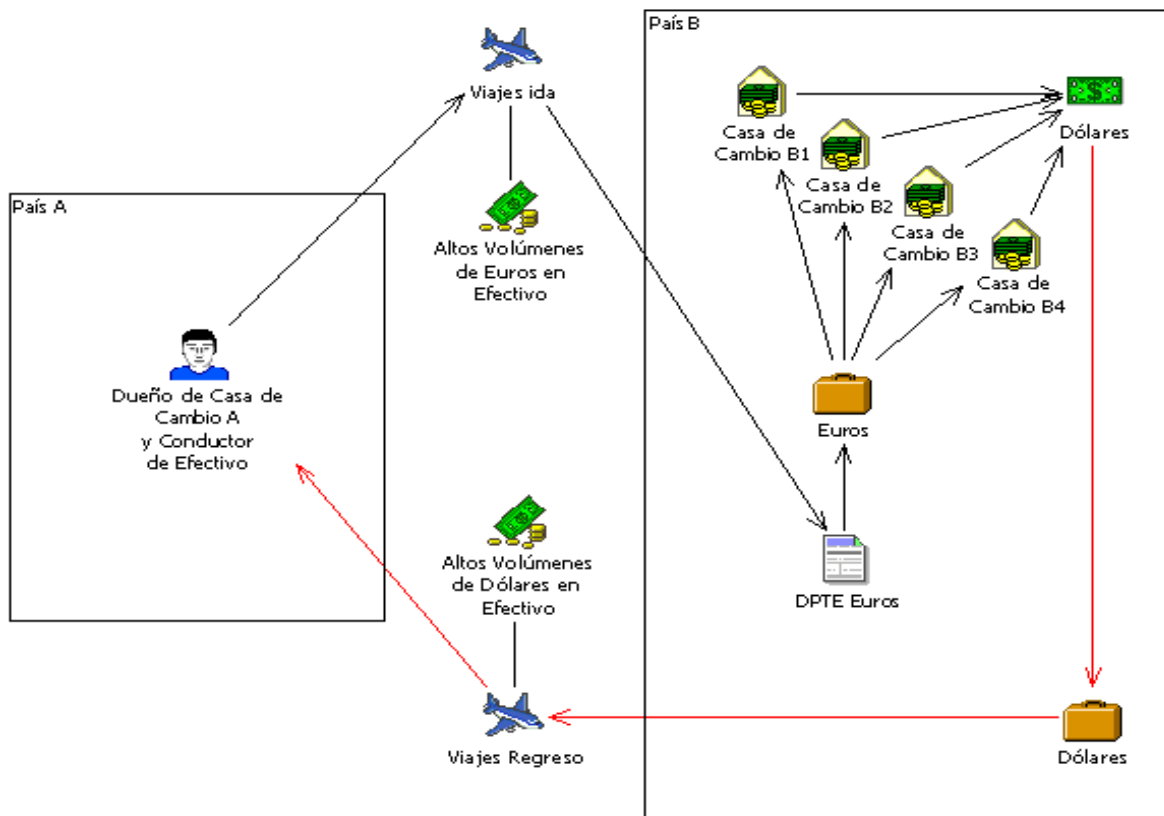 País B
Viajes ida
Casa de
Cambio B1
Casa de
Cambio B2
Casa de
Cambio B3
Casa de
Cambio B4
Dólares
País A
Altos Volúmenes
de Euros en
Efectivo
Dueño de Casa de
Cambio A
y Conductor
de Efectivo
Euros
Altos Volúmenes
de Dólares en
Efectivo
DPTE Euros
Viajes Regreso
Dólares